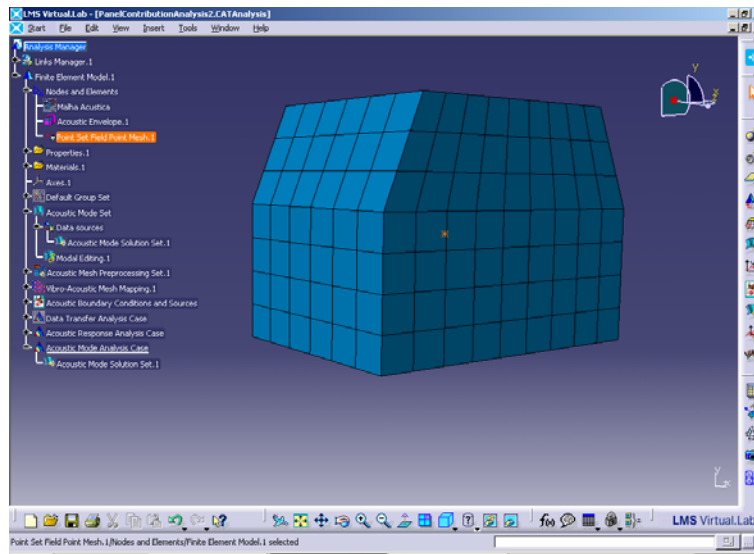 LMS Virtual.Lab - [PanelContributionAnalysis2.CATAnalysis]
Start File Edit View Insert Tools Window Help
Analysis Manager
Links Manager.1
Finite Element Model.1
Nodes and Elements
Malha Acustica
Acoustic Envelope.1
Point Set Field Point Mesh.1
Properties.1
Materials.1
Axes.1
Default Group Set
Acoustic Mode Set
Data sources
Acoustic Mode Solution Set.1
Modal Editing.1
Acoustic Mesh Preprocessing Set.1
Vibro-Acoustic Mesh Mapping.1
Acoustic Boundary Conditions and Sources
Data Transfer Analysis Case
Acoustic Response Analysis Case
Acoustic Mode Analysis Case
Acoustic Mode Solution Set.1
y
x
y
x
f(x)
LMS Virtual.Lab
Point Set Field Point Mesh.1/Nodes and Elements/Finite Element Model.1 selected